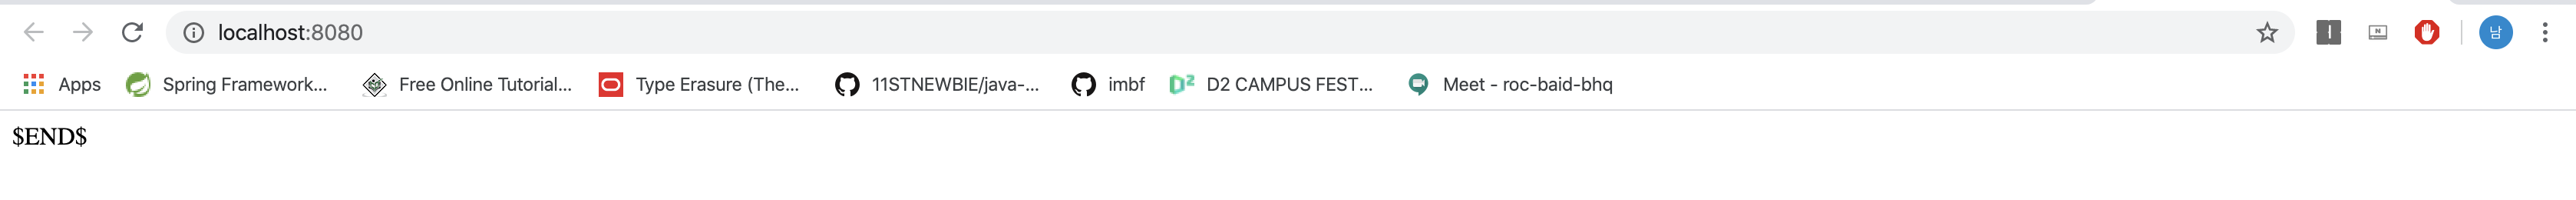 localhost:8080
남
Apps Spring Framework... Free Online Tutorial... Type Erasure (The... 11STNEWBIE/java-... imbf D2 CAMPUS FEST... Meet - roc-baid-bhq
$END$